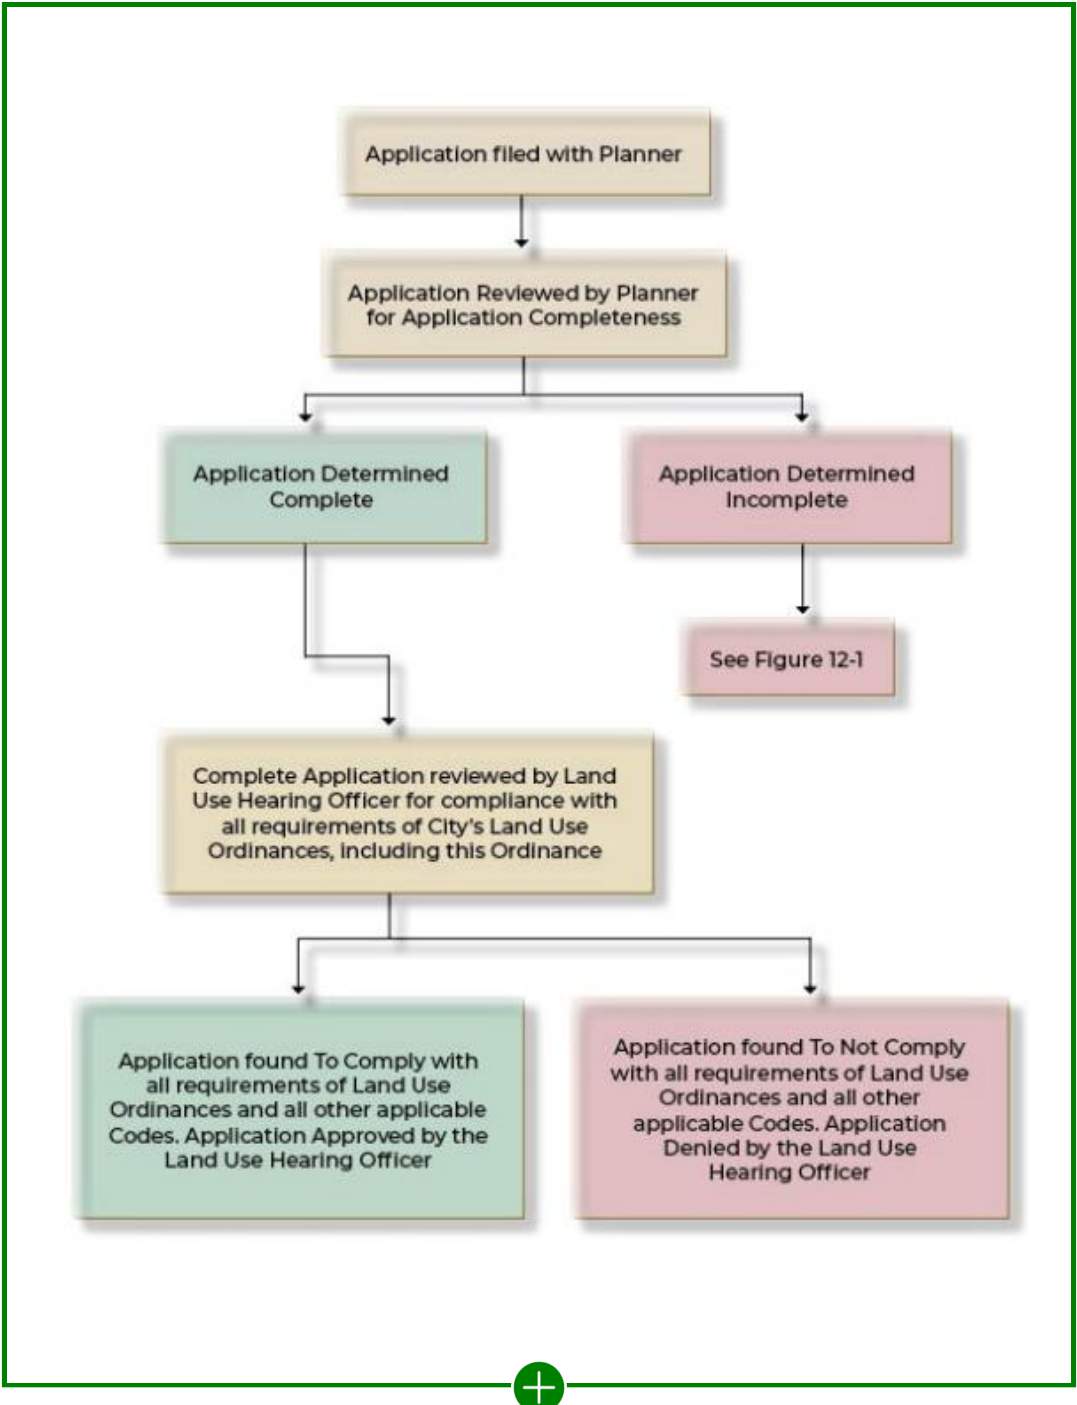 Application filed with Planner
Application Reviewed by Planner
for Application Completeness
Application Determined
Complete
Application Determined
Incomplete
See Figure 12-1
Complete Application reviewed by Land
Use Hearing Officer for compliance with
all requirements of City's Land Use
Ordinances, including this Ordinance
Application found To Comply with
all requirements of Land Use
Ordinances and all other applicable
Codes. Application Approved by the
Land Use Hearing Officer
Application found To Not Comply
with all requirements of Land Use
Ordinances and all other
applicable Codes. Application
Denied by the Land Use
Hearing Officer